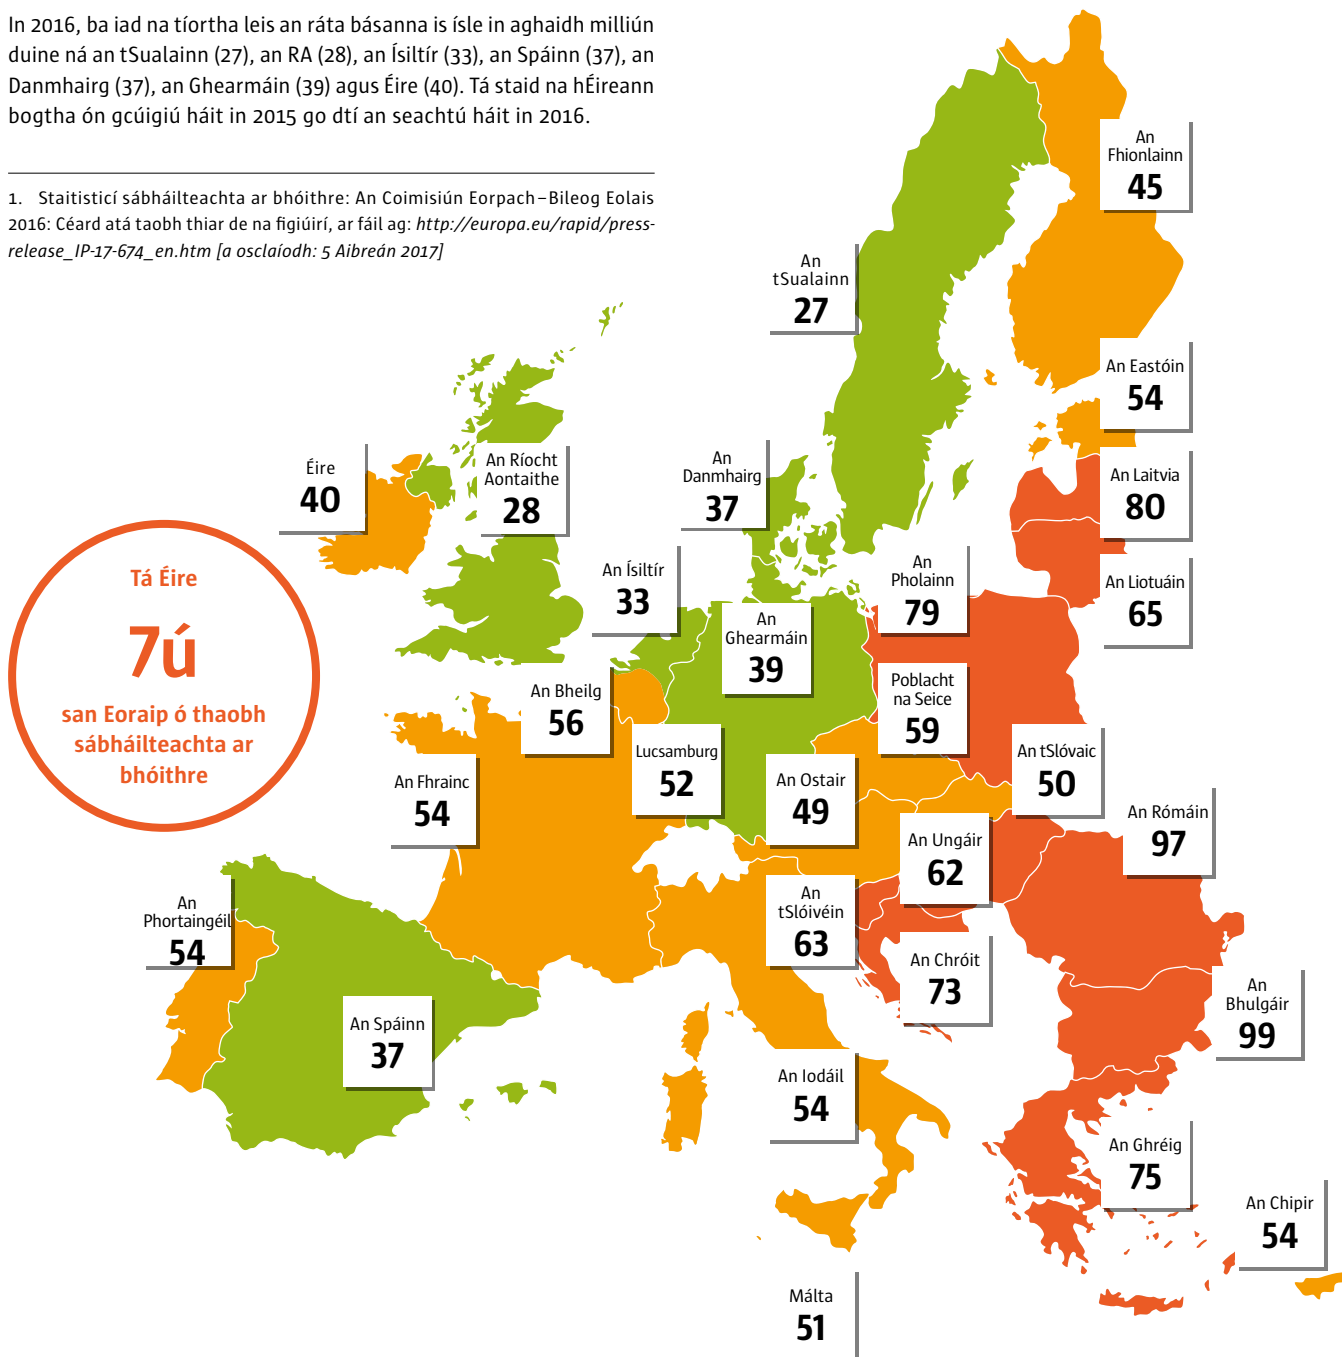 In 2016, ba iad na tíortha leis an ráta básanna is ísle in aghaidh milliún
duine ná an tSualainn (27), an RA (28), an Ísiltír (33), an Spáinn (37), an
Danmhairg (37), an Ghearmáin (39) agus Éire (40). Tá staid na hÉireann
bogtha ón gcúigiú háit in 2015 go dtí an seachtú háit in 2016.
1. Staitisticí sábháilteachta ar bhóithre: An Coimisiún Eorpach–Bileog Eolais
2016: Céard atá taobh thiar de na figiúirí, ar fáil ag: http://europa.eu/rapid/press-
release_IP-17-674_en.htm [a osclaíodh: 5 Aibreán 2017]
An
Fhionlainn
45
An
tSualainn
27
An Eastóin
54
Éire
40
An Ríocht
Aontaithe
28
An
Danmhairg
37
An Laitvia
80
An Liotuáin
65
An Ísiltír
33
An
Pholainn
79
An
Ghearmáin
39
Tá Éire
7ú
san Eoraip ó thaobh
sábháilteachta ar
bhóithre
An Bheilg
56
Poblacht
na Seice
59
Lucsamburg
52
An tSlóvaic
50
An Fhrainc
54
An Ostair
49
An Rómáin
97
An Ungáir
62
An
Phortaingéil
54
An
tSlóivéin
63
An Chróit
73
An
Bhulgáir
99
An Spáinn
37
An Iodáil
54
An Ghréig
75
An Chipir
54
Málta
51